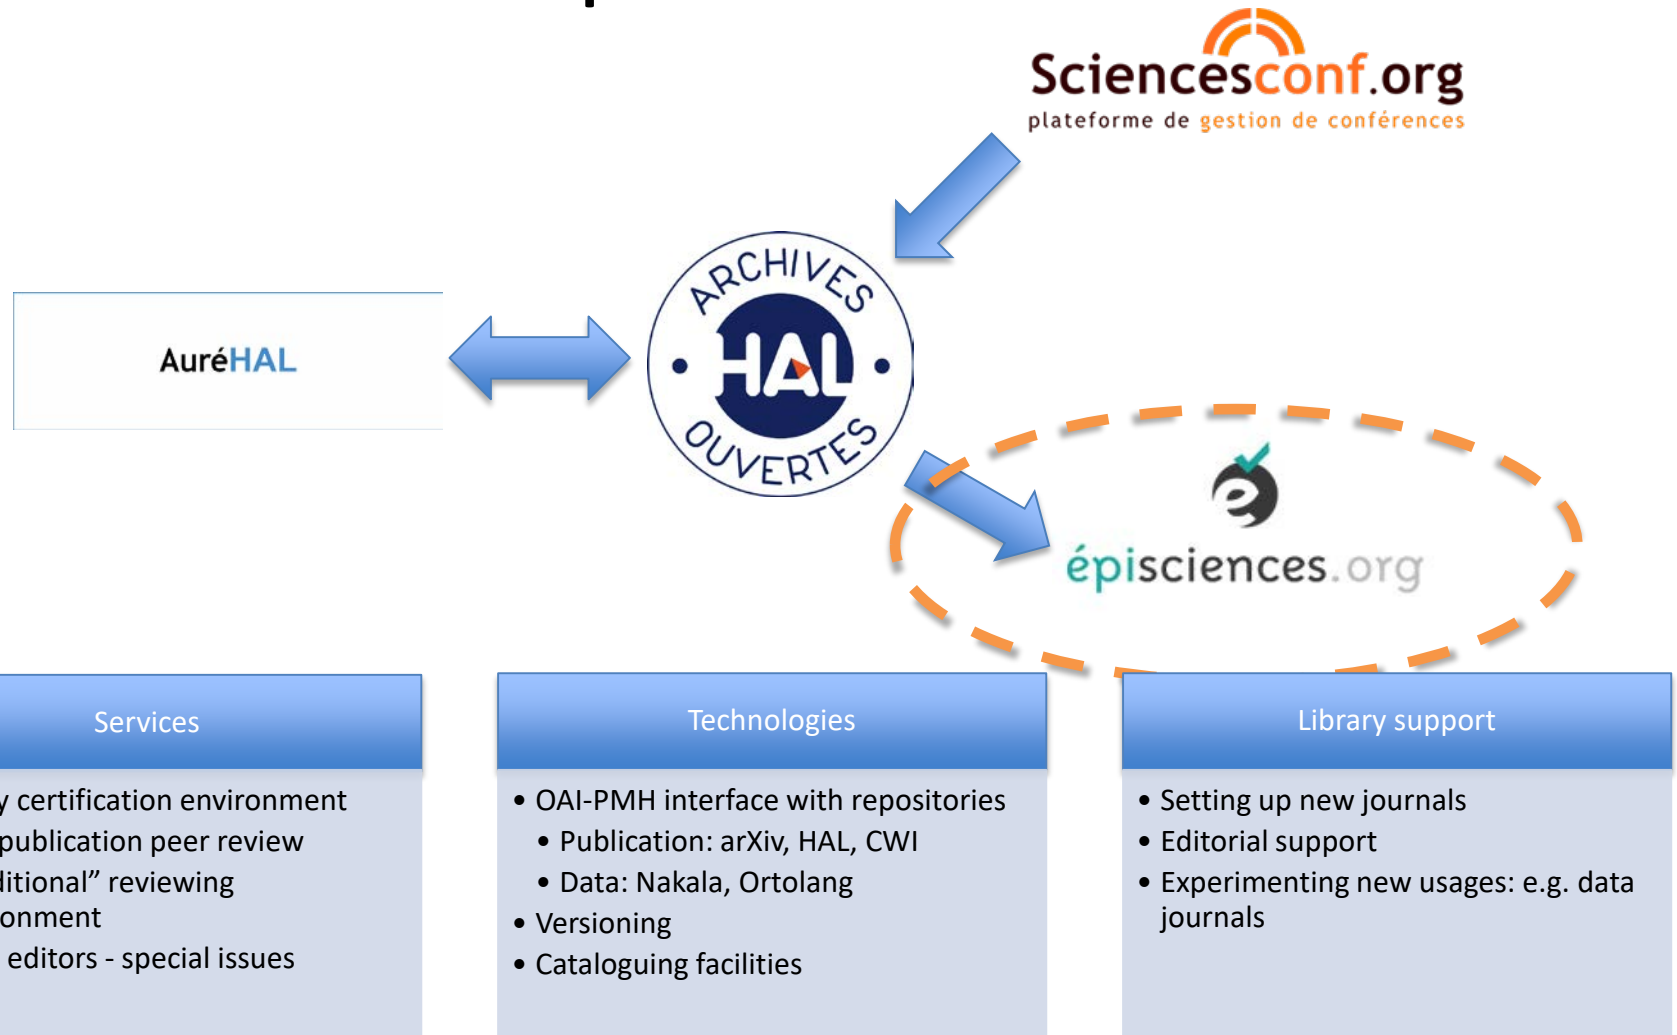 Sciencesconf.org
plateforme de gestion de conférences
ARCHIVES
HAL
OUVERTES
AuréHAL
épisciences.org
Services
certification environment
publication peer review
reviewing
editors - special issues
Technologies
• OAI-PMH interface with repositories
• Publication: arXiv, HAL, CWI
• Data: Nakala, Ortolang
• Versioning
• Cataloguing facilities
Library support
• Setting up new journals
• Editorial support
• Experimenting new usages: e.g. data
journals